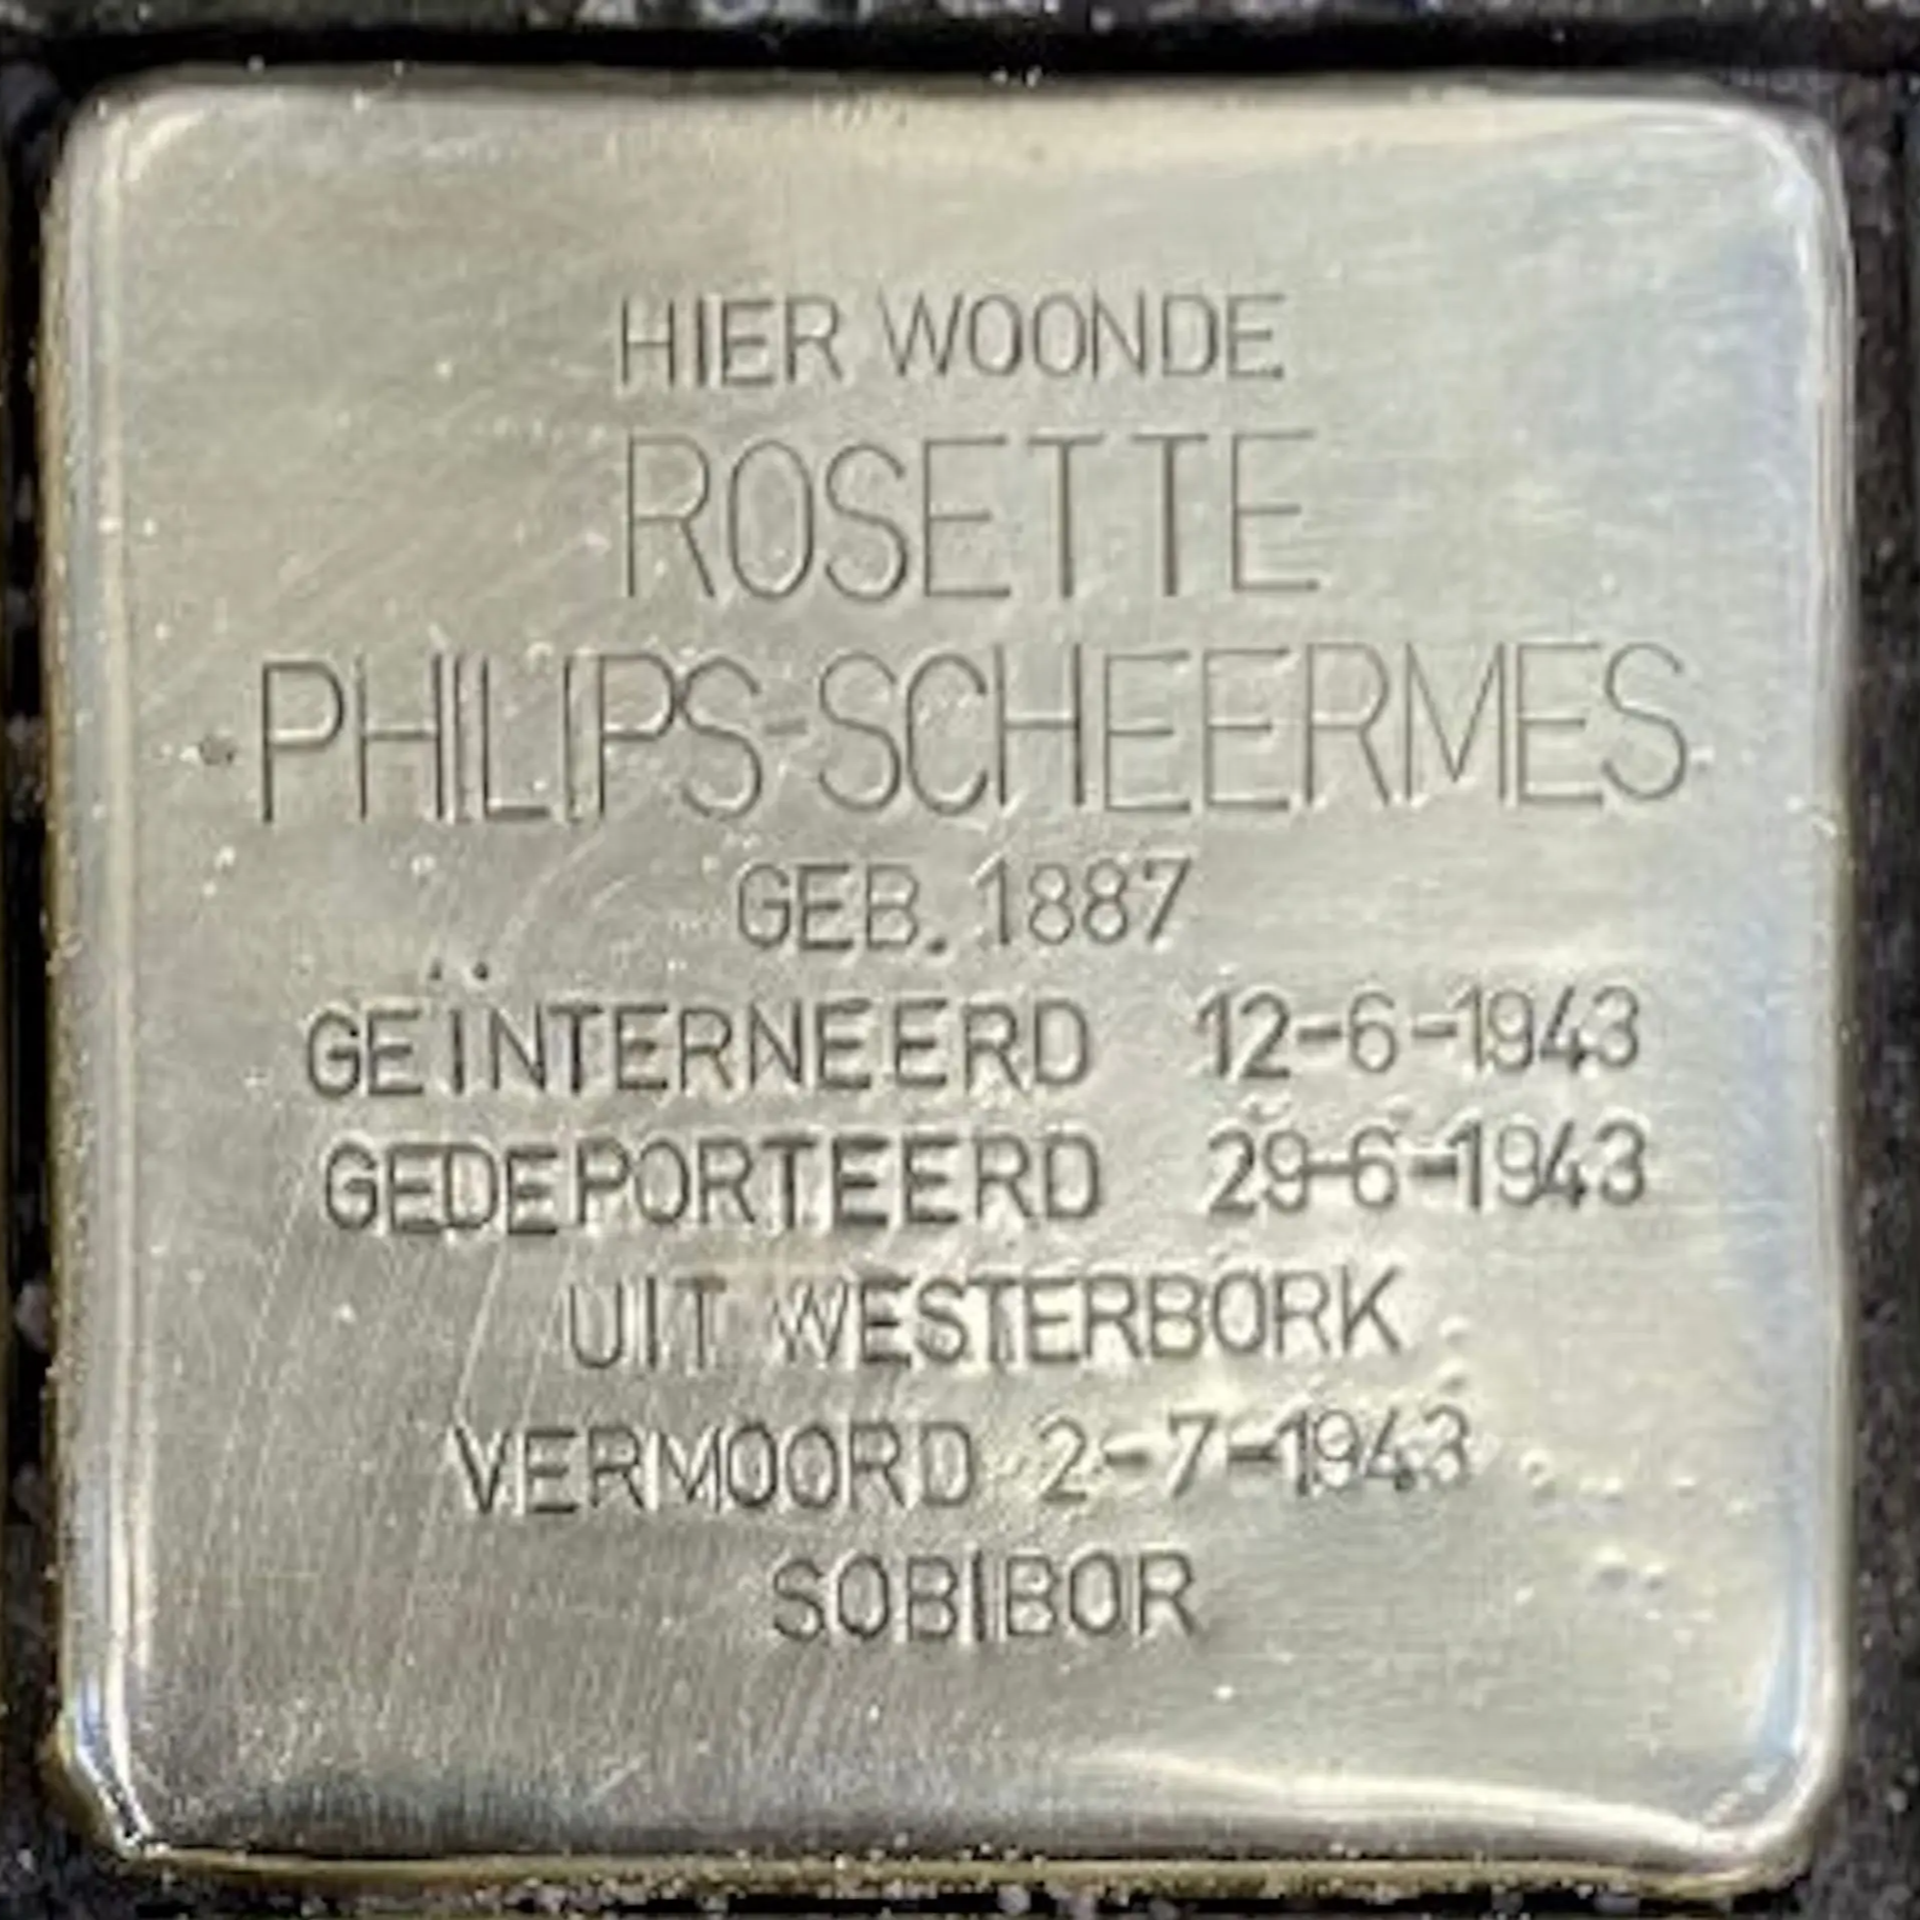 HIER WOONDE
ROSETTE
PHILIPS-SCHEERMES
GEB. 1887
GEÏNTERNEERD 12-6-1943
GEDEPORTEERD 29-6-1943
UIT WESTERBORK
VERMOORD 2-7-1943
SOBIBOR